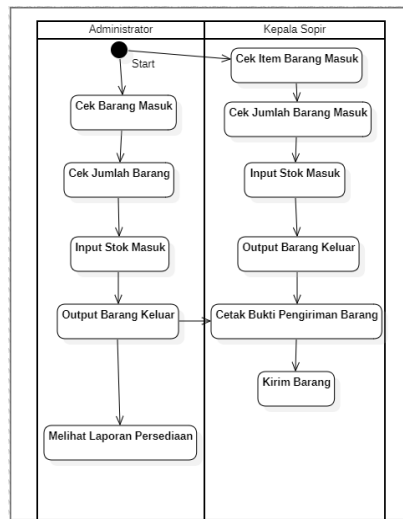 Administrator
Kepala Sopir
Start
Cek Item Barang Masuk
Cek Barang Masuk
Cek Jumlah Barang Masuk
Cek Jumlah Barang
Input Stok Masuk
Input Stok Masuk
Output Barang Keluar
Output Barang Keluar
Cetak Bukti Pengiriman Barang
Kirim Barang
Melihat Laporan Persediaan